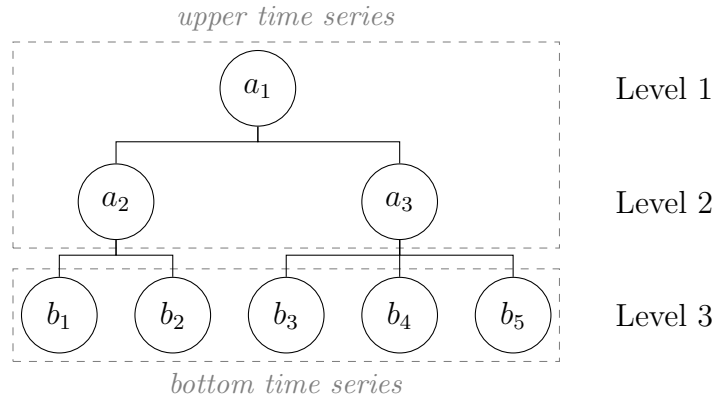 upper time series
a₁ Level 1
a₂ a₃ Level 2
b₁ b₂ b₃ b₄ b₅ Level 3
bottom time series